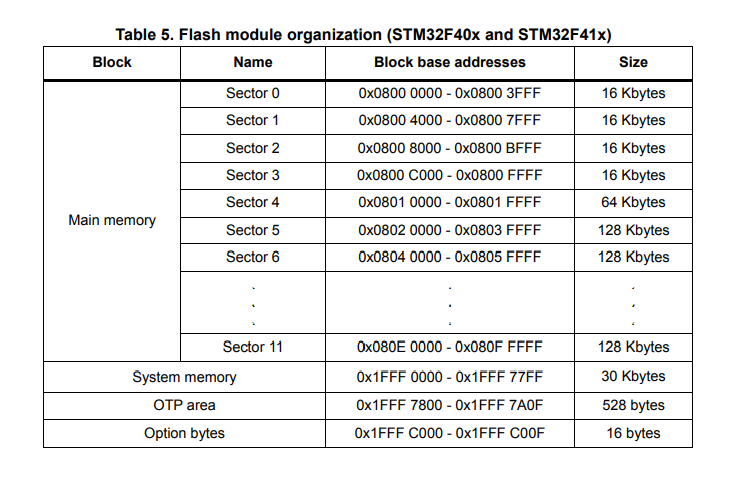 Table 5. Flash module organization (STM32F40x and STM32F41x)
Block Name Block base addresses Size
Main memory
Sector 0 0x0800 0000 - 0x0800 3FFF 16 Kbytes
Sector 1 0x0800 4000 - 0x0800 7FFF 16 Kbytes
Sector 2 0x0800 8000 - 0x0800 BFFF 16 Kbytes
Sector 3 0x0800 C000 - 0x0800 FFFF 16 Kbytes
Sector 4 0x0801 0000 - 0x0801 FFFF 64 Kbytes
Sector 5 0x0802 0000 - 0x0803 FFFF 128 Kbytes
Sector 6 0x0804 0000 - 0x0805 FFFF 128 Kbytes
. . .
. . .
. . .
Sector 11 0x080E 0000 - 0x080F FFFF 128 Kbytes
System memory 0x1FFF 0000 - 0x1FFF 77FF 30 Kbytes
OTP area 0x1FFF 7800 - 0x1FFF 7A0F 528 bytes
Option bytes 0x1FFF C000 - 0x1FFF C00F 16 bytes